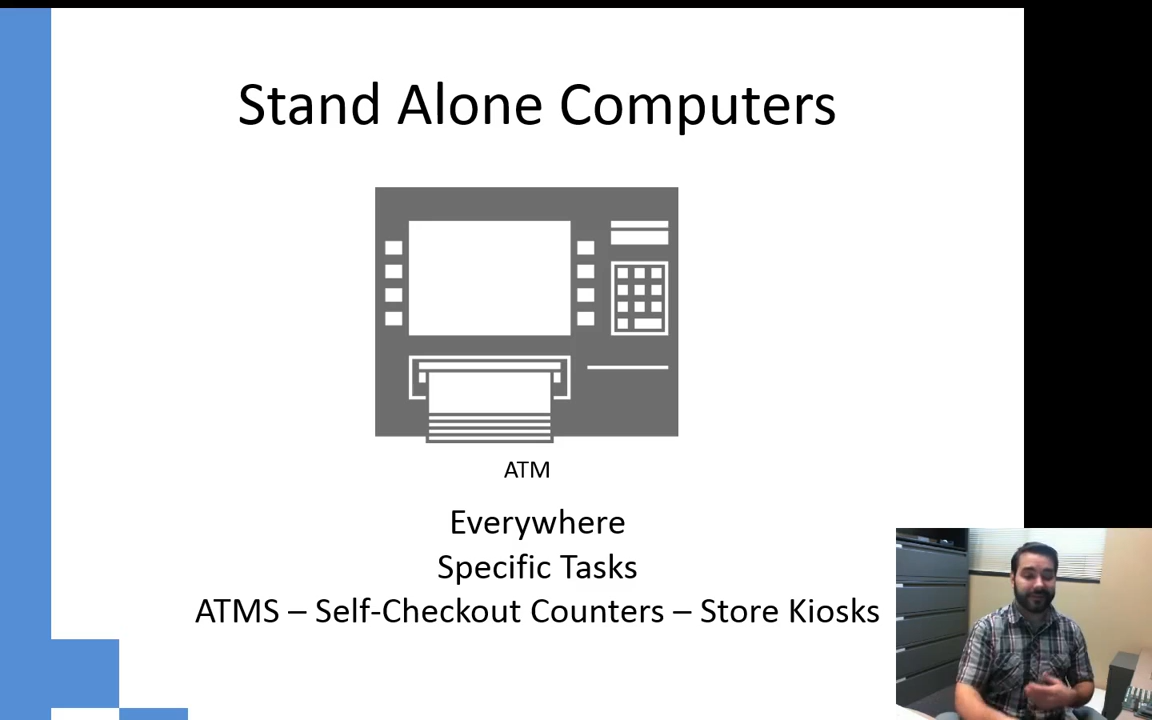 Stand Alone Computers
ATM
Everywhere
Specific Tasks
ATMS – Self-Checkout Counters – Store Kiosks